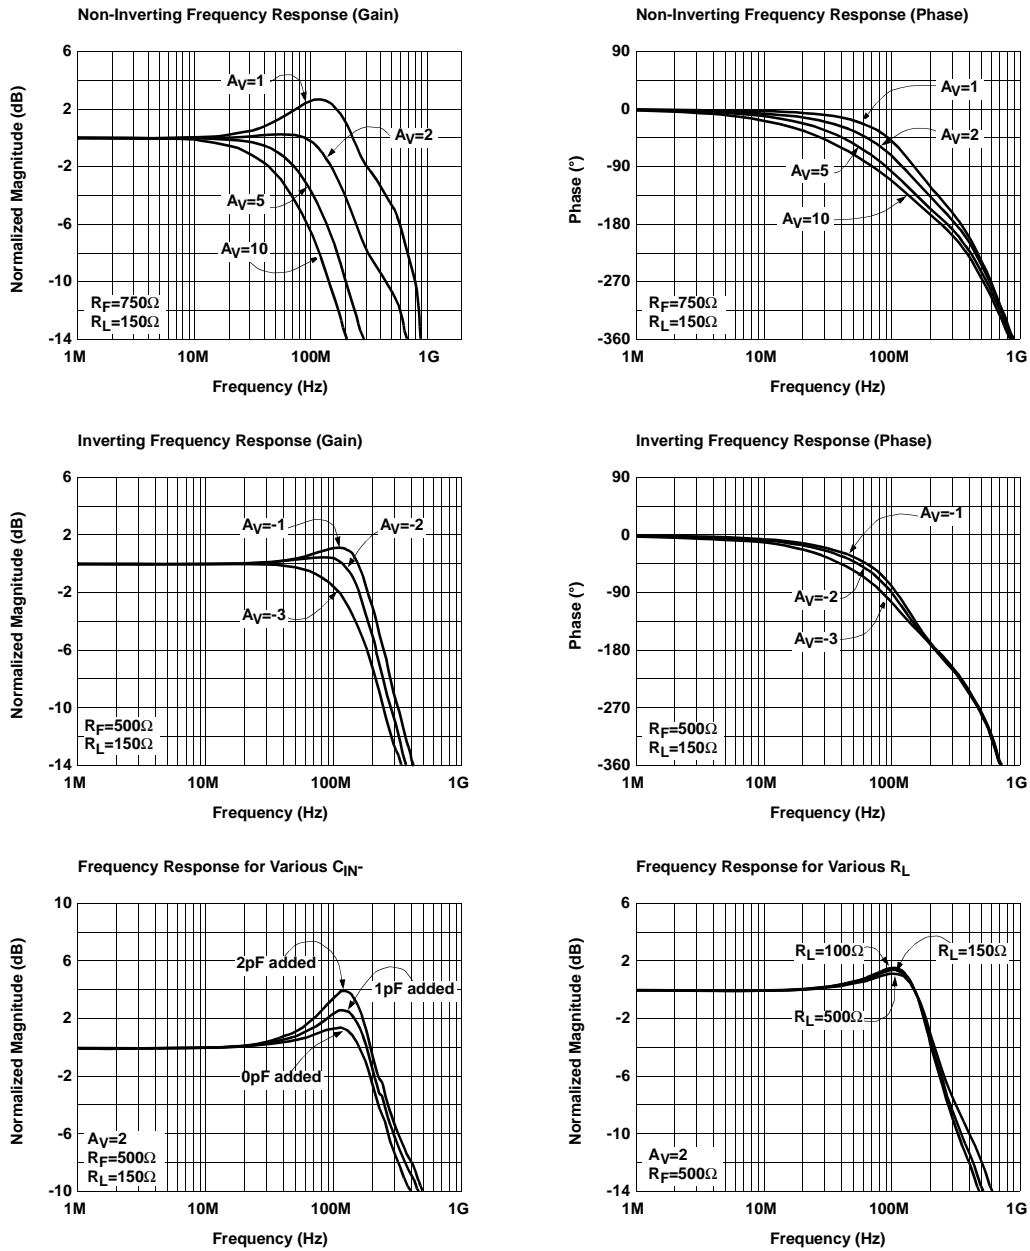 Non-Inverting Frequency Response (Gain)
Normalized Magnitude (dB)
6
2
-2
-6
-10
-14
AV=1
AV=2
AV=5
AV=10
RF=750Ω
RL=150Ω
1M 10M 100M 1G
Frequency (Hz)
Non-Inverting Frequency Response (Phase)
Phase (°)
90
0
-90
-180
-270
-360
AV=1
AV=2
AV=5
AV=10
RF=750Ω
RL=150Ω
1M 10M 100M 1G
Frequency (Hz)
Inverting Frequency Response (Gain)
Normalized Magnitude (dB)
6
2
-2
-6
-10
-14
AV=-1
AV=-2
AV=-3
RF=500Ω
RL=150Ω
1M 10M 100M 1G
Frequency (Hz)
Inverting Frequency Response (Phase)
Phase (°)
90
0
-90
-180
-270
-360
AV=-1
AV=-2
AV=-3
RF=500Ω
RL=150Ω
1M 10M 100M 1G
Frequency (Hz)
Frequency Response for Various CIN-
Normalized Magnitude (dB)
10
6
2
-2
-6
-10
2pF added
1pF added
0pF added
AV=2
RF=500Ω
RL=150Ω
1M 10M 100M 1G
Frequency (Hz)
Frequency Response for Various RL
Normalized Magnitude (dB)
6
2
-2
-6
-10
-14
RL=100Ω
RL=150Ω
RL=500Ω
AV=2
RF=500Ω
1M 10M 100M 1G
Frequency (Hz)